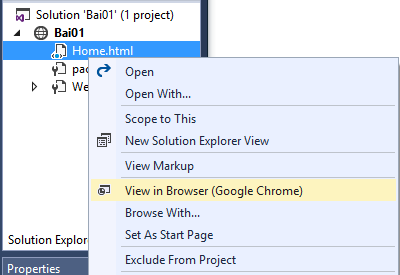 Solution 'Bai01' (1 project)
Bai01
Home.html
pac
We
Open
Open With...
Scope to This
New Solution Explorer View
View Markup
View in Browser (Google Chrome)
Browse With...
Set As Start Page
Exclude From Project
Solution Explor
Properties